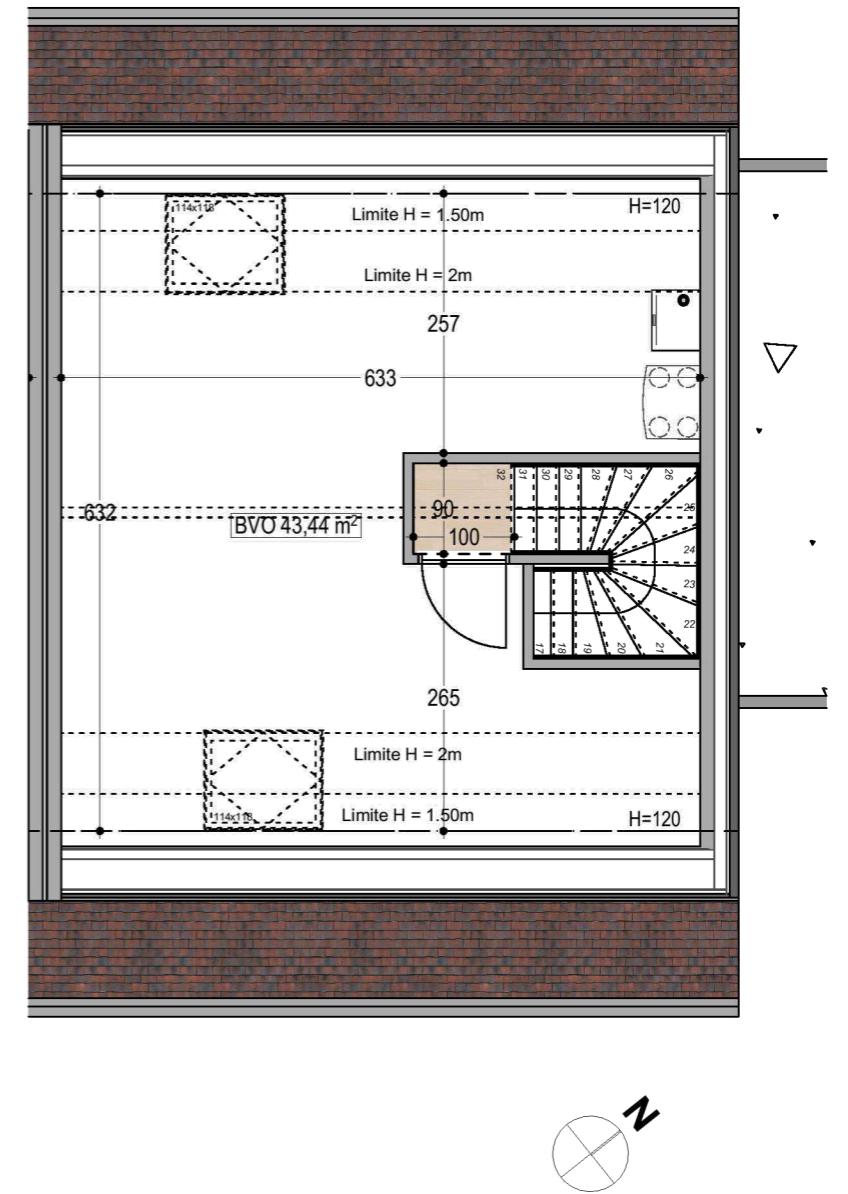 114x118
Limite H = 1.50m
H=120
Limite H = 2m
257
633
32 31 30 29 28 27 26
25
90
632
BVO 43,44 m²
100
24
23
22
17 18 19 20 21
265
Limite H = 2m
114x118
Limite H = 1.50m
H=120
N